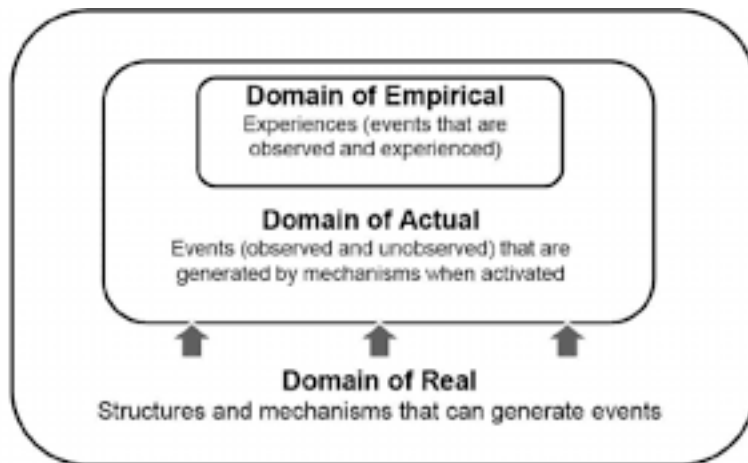 Domain of Empirical
Experiences (events that are
observed and experienced)
Domain of Actual
Events (observed and unobserved) that are
generated by mechanisms when activated
Domain of Real
Structures and mechanisms that can generate events